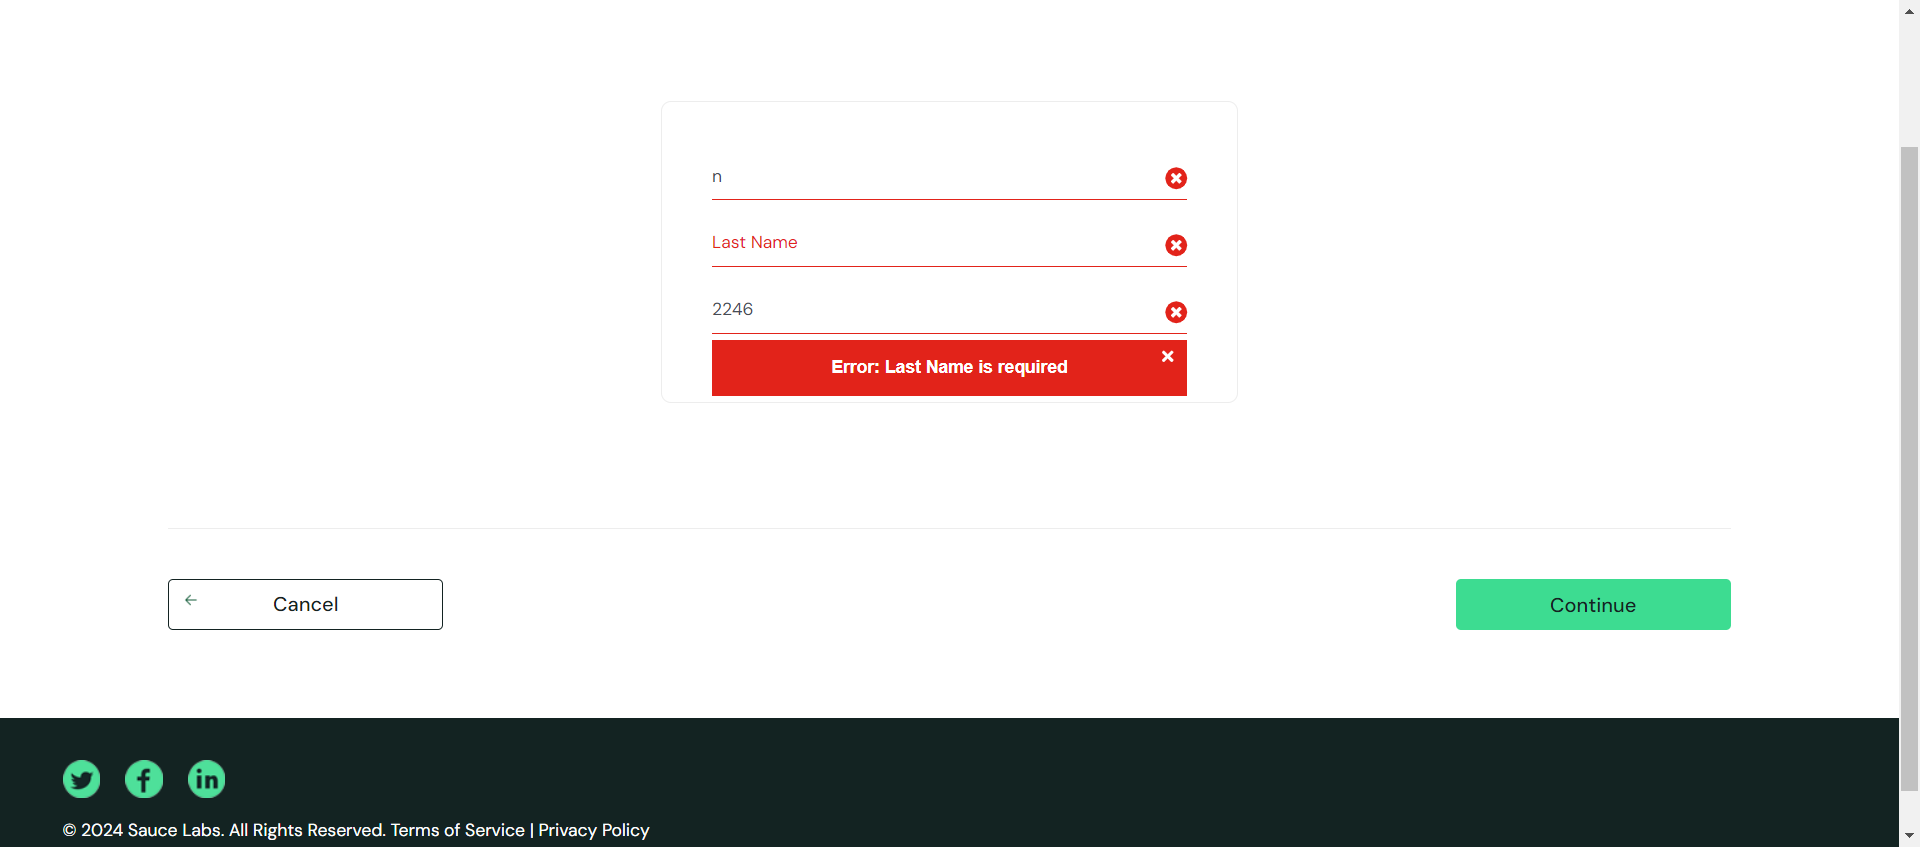 n
Last Name
2246
Error: Last Name is required
Cancel
Continue
© 2024 Sauce Labs. All Rights Reserved. Terms of Service | Privacy Policy